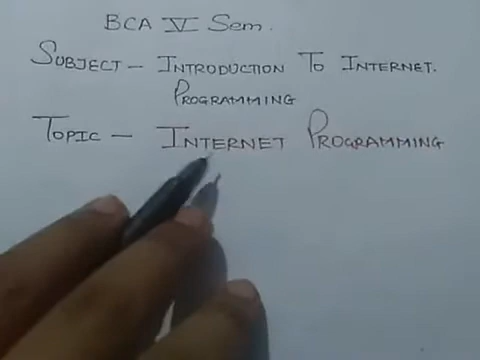 BCA V Sem.
SUBJECT - INTRODUCTION TO INTERNET.
PROGRAMMING
TOPIC - INTERNET PROGRAMMING